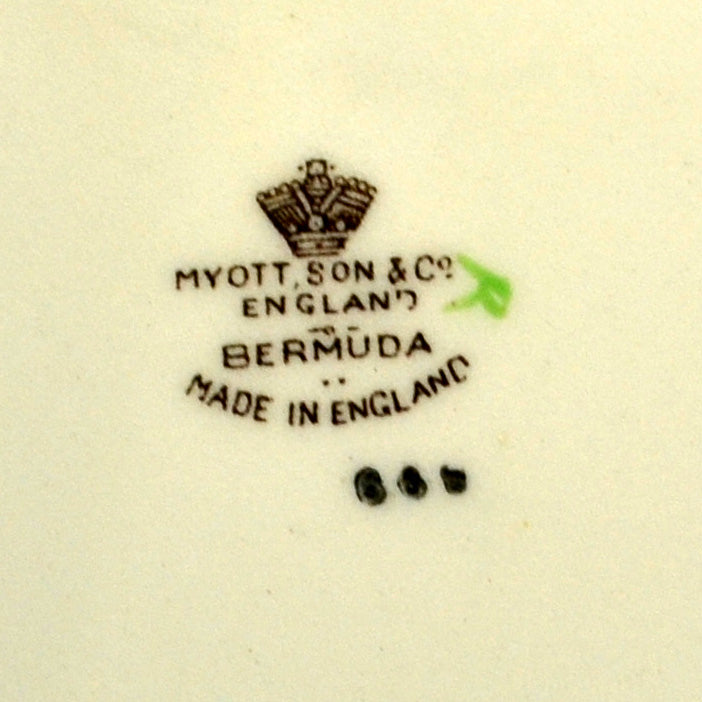 MYOTT, SON & Cº
ENGLAND
BERMUDA
MADE IN ENGLAND